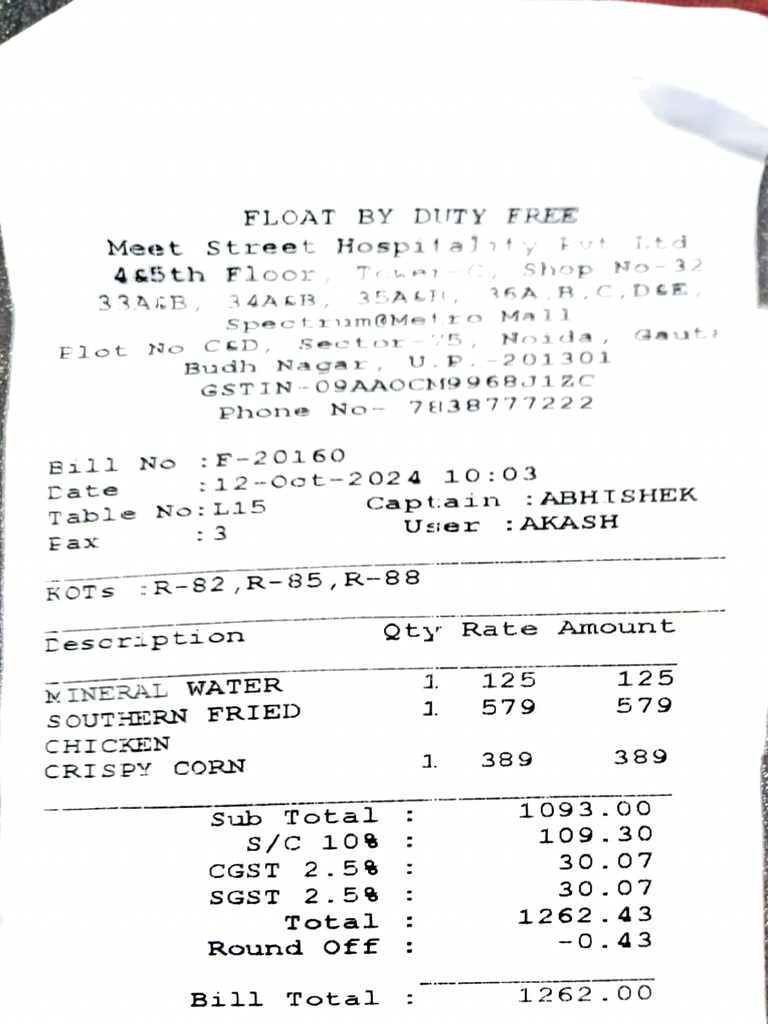 FLOAT BY DUTY FREE
Meet Street Hospitality Pvt Ltd
4&5th Floor, Tower-C, Shop No-32
33A&B, 34A&B, 35A&B, 36A,B,C,D&E,
Spectrum@Metro Mall
Plot No C&D, Sector-75, Noida, Gauta
Budh Nagar, U.P.-201301
GSTIN-09AAOCM9968J1ZC
Phone No- 7838777222
Bill No :F-20160
Date :12-Oct-2024 10:03
Table No:L15 Captain :ABHISHEK
Pax :3 User :AKASH
KOTs :R-82,R-85,R-88
Description Qty Rate Amount
MINERAL WATER 1 125 125
SOUTHERN FRIED 1 579 579
CHICKEN
CRISPY CORN 1 389 389
Sub Total : 1093.00
S/C 10% : 109.30
CGST 2.5% : 30.07
SGST 2.5% : 30.07
Total : 1262.43
Round Off : -0.43
Bill Total : 1262.00